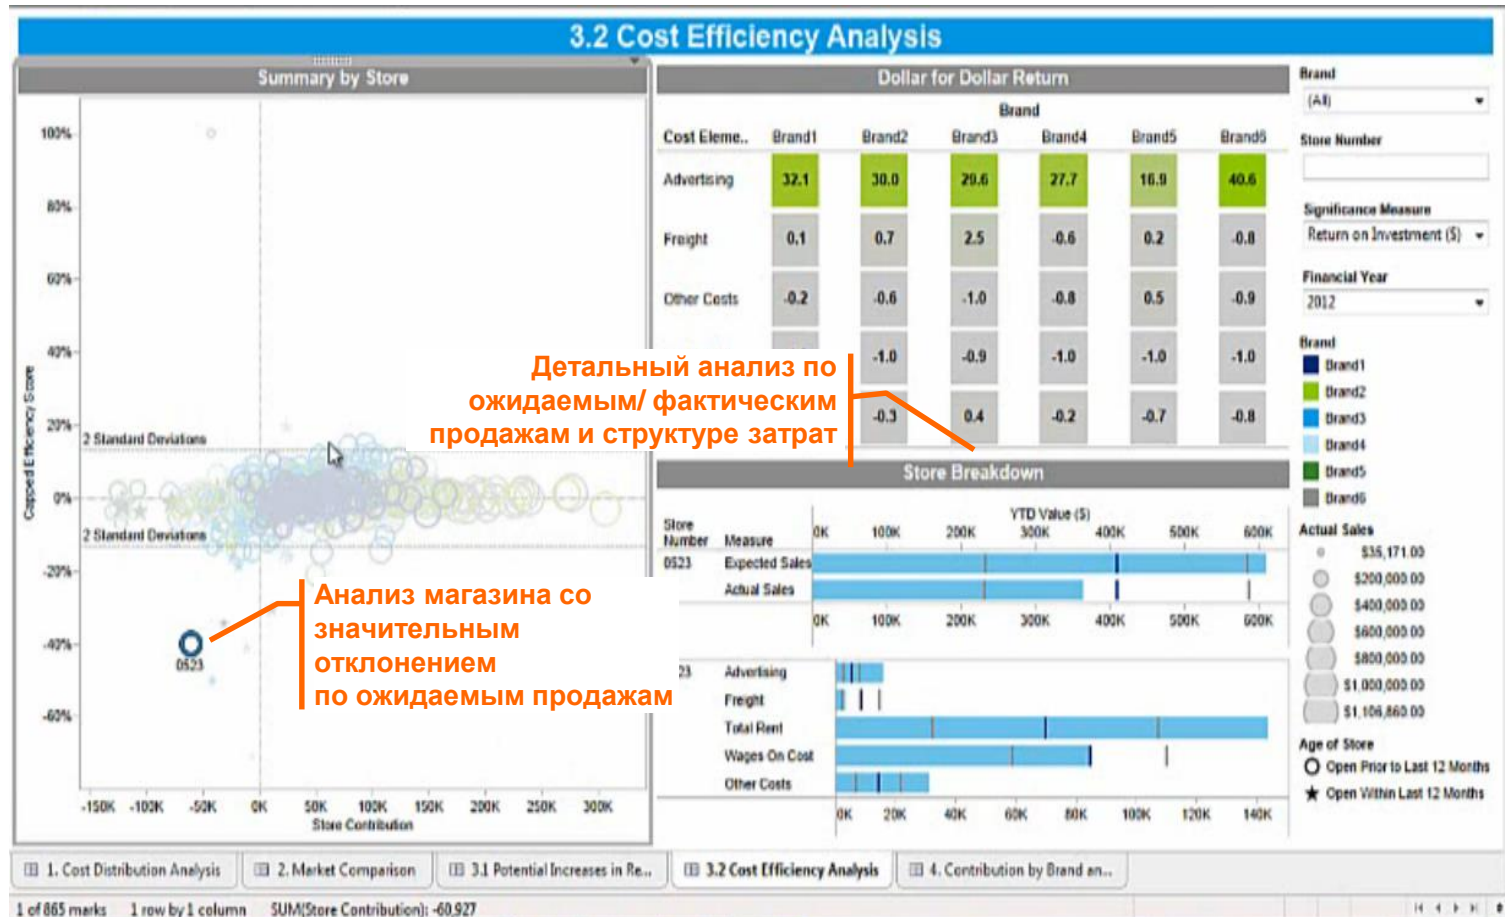 3.2 Cost Efficiency Analysis
Summary by Store
100%
80%
60%
40%
20%
0%
-20%
-40%
-60%
Capped Efficiency Score
2 Standard Deviations
2 Standard Deviations
0523
-150K -100K -50K 0K 50K 100K 150K 200K 250K 300K
Store Contribution
Анализ магазина со
значительным
отклонением
по ожидаемым продажам
Dollar for Dollar Return
Brand
Cost Eleme.. Brand1 Brand2 Brand3 Brand4 Brand5 Brand6
Advertising 32.1 30.0 29.6 27.7 16.9 40.6
Freight 0.1 0.7 2.5 -0.6 0.2 -0.8
Other Costs -0.2 -0.6 -1.0 -0.8 0.5 -0.9
-1.0 -0.9 -1.0 -1.0 -1.0
-0.3 0.4 -0.2 -0.7 -0.8
Детальный анализ по
ожидаемым/ фактическим
продажам и структуре затрат
Store Breakdown
YTD Value ($)
Store
Number Measure
0K 100K 200K 300K 400K 500K 600K
0523 Expected Sales
Actual Sales
0K 100K 200K 300K 400K 500K 600K
23 Advertising
Freight
Total Rent
Wages On Cost
Other Costs
0K 20K 40K 60K 80K 100K 120K 140K
Brand
(All)
Store Number
Significance Measure
Return on Investment ($)
Financial Year
2012
Brand
Brand1
Brand2
Brand3
Brand4
Brand5
Brand6
Actual Sales
$35,171.00
$200,000.00
$400,000.00
$600,000.00
$800,000.00
$1,000,000.00
$1,106,860.00
Age of Store
Open Prior to Last 12 Months
Open Within Last 12 Months
1. Cost Distribution Analysis
2. Market Comparison
3.1 Potential Increases in Re...
3.2 Cost Efficiency Analysis
4. Contribution by Brand an...
1 of 865 marks 1 row by 1 column SUM(Store Contribution): -60,927